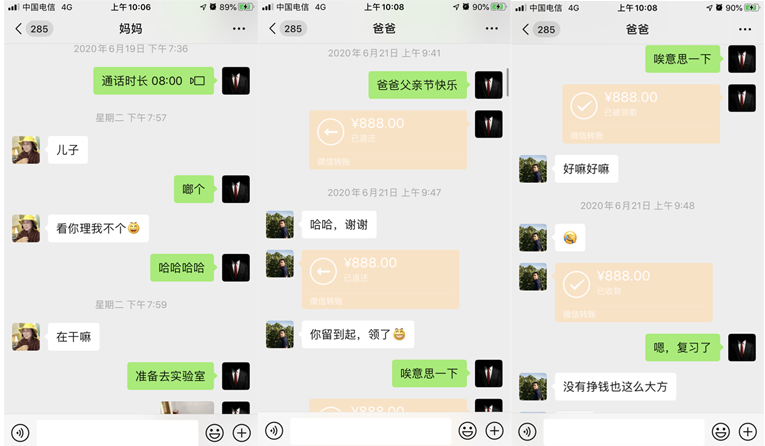 中国电信 4G
上午10:06
89%
285
妈妈
2020年6月19日 下午7:36
通话时长 08:00
星期二 下午7:57
儿子
啷个
看你理我不个
哈哈哈哈
星期二 下午7:59
在干嘛
准备去实验室
中国电信 4G
上午10:08
90%
285
爸爸
2020年6月21日 上午9:41
爸爸父亲节快乐
¥888.00
已退还
微信转账
2020年6月21日 上午9:47
哈哈，谢谢
¥888.00
已退还
微信转账
你留到起，领了
唉意思一下
中国电信 4G
上午10:08
90%
285
爸爸
唉意思一下
¥888.00
已被领取
微信转账
好嘛好嘛
2020年6月21日 上午9:48
¥888.00
已收款
微信转账
嗯，复习了
没有挣钱也这么大方